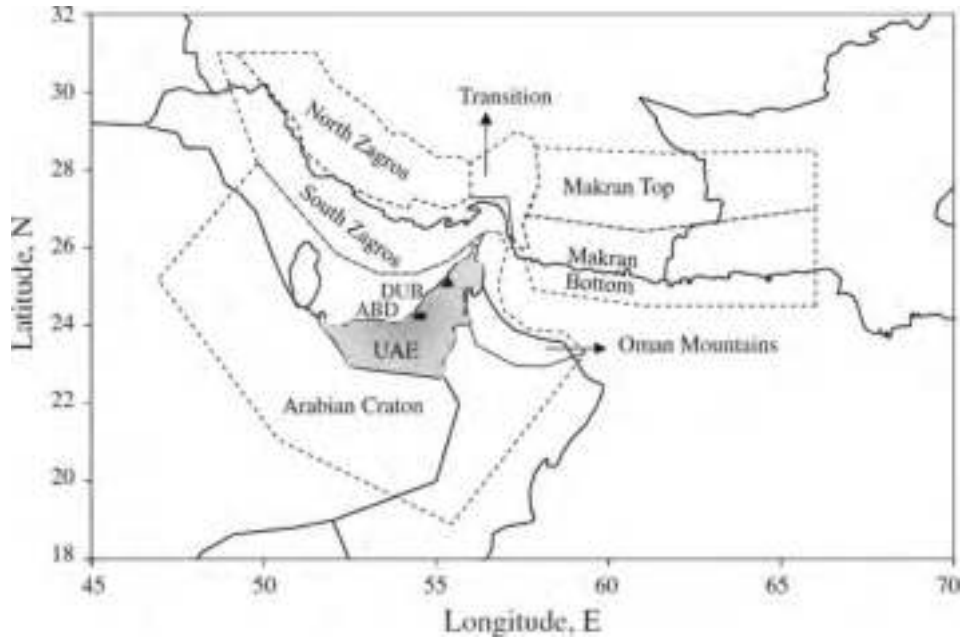 32
30
28
26
24
22
20
18
Latitude, N
Transition
North Zagros
Makran Top
South Zagros
Makran
Bottom
DUB
ABD
UAE
Oman Mountains
Arabian Craton
45
50
55
60
65
70
Longitude, E